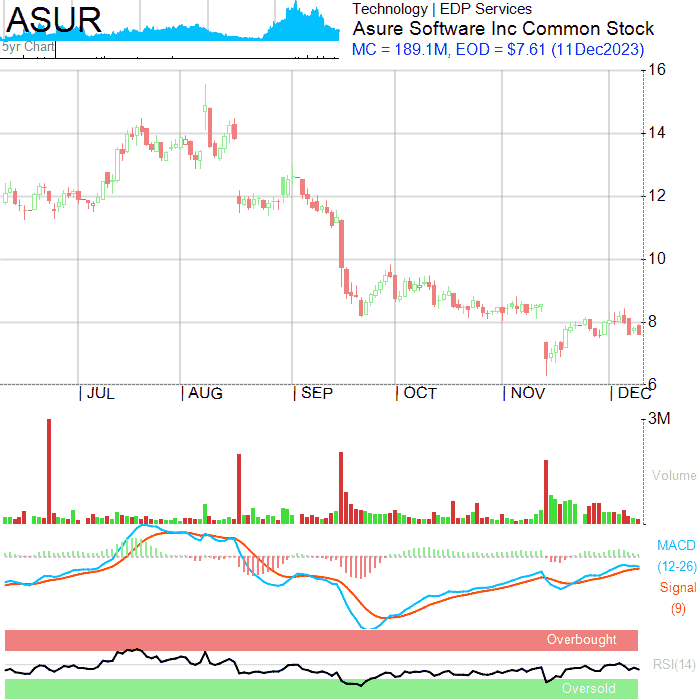 ASUR
5yr Chart
Technology | EDP Services
Asure Software Inc Common Stock
MC = 189.1M, EOD = $7.61 (11Dec2023)
16
14
12
10
8
6
JUL AUG SEP OCT NOV DEC
3M
Volume
MACD
(12-26)
Signal
(9)
Overbought
RSI(14)
Oversold